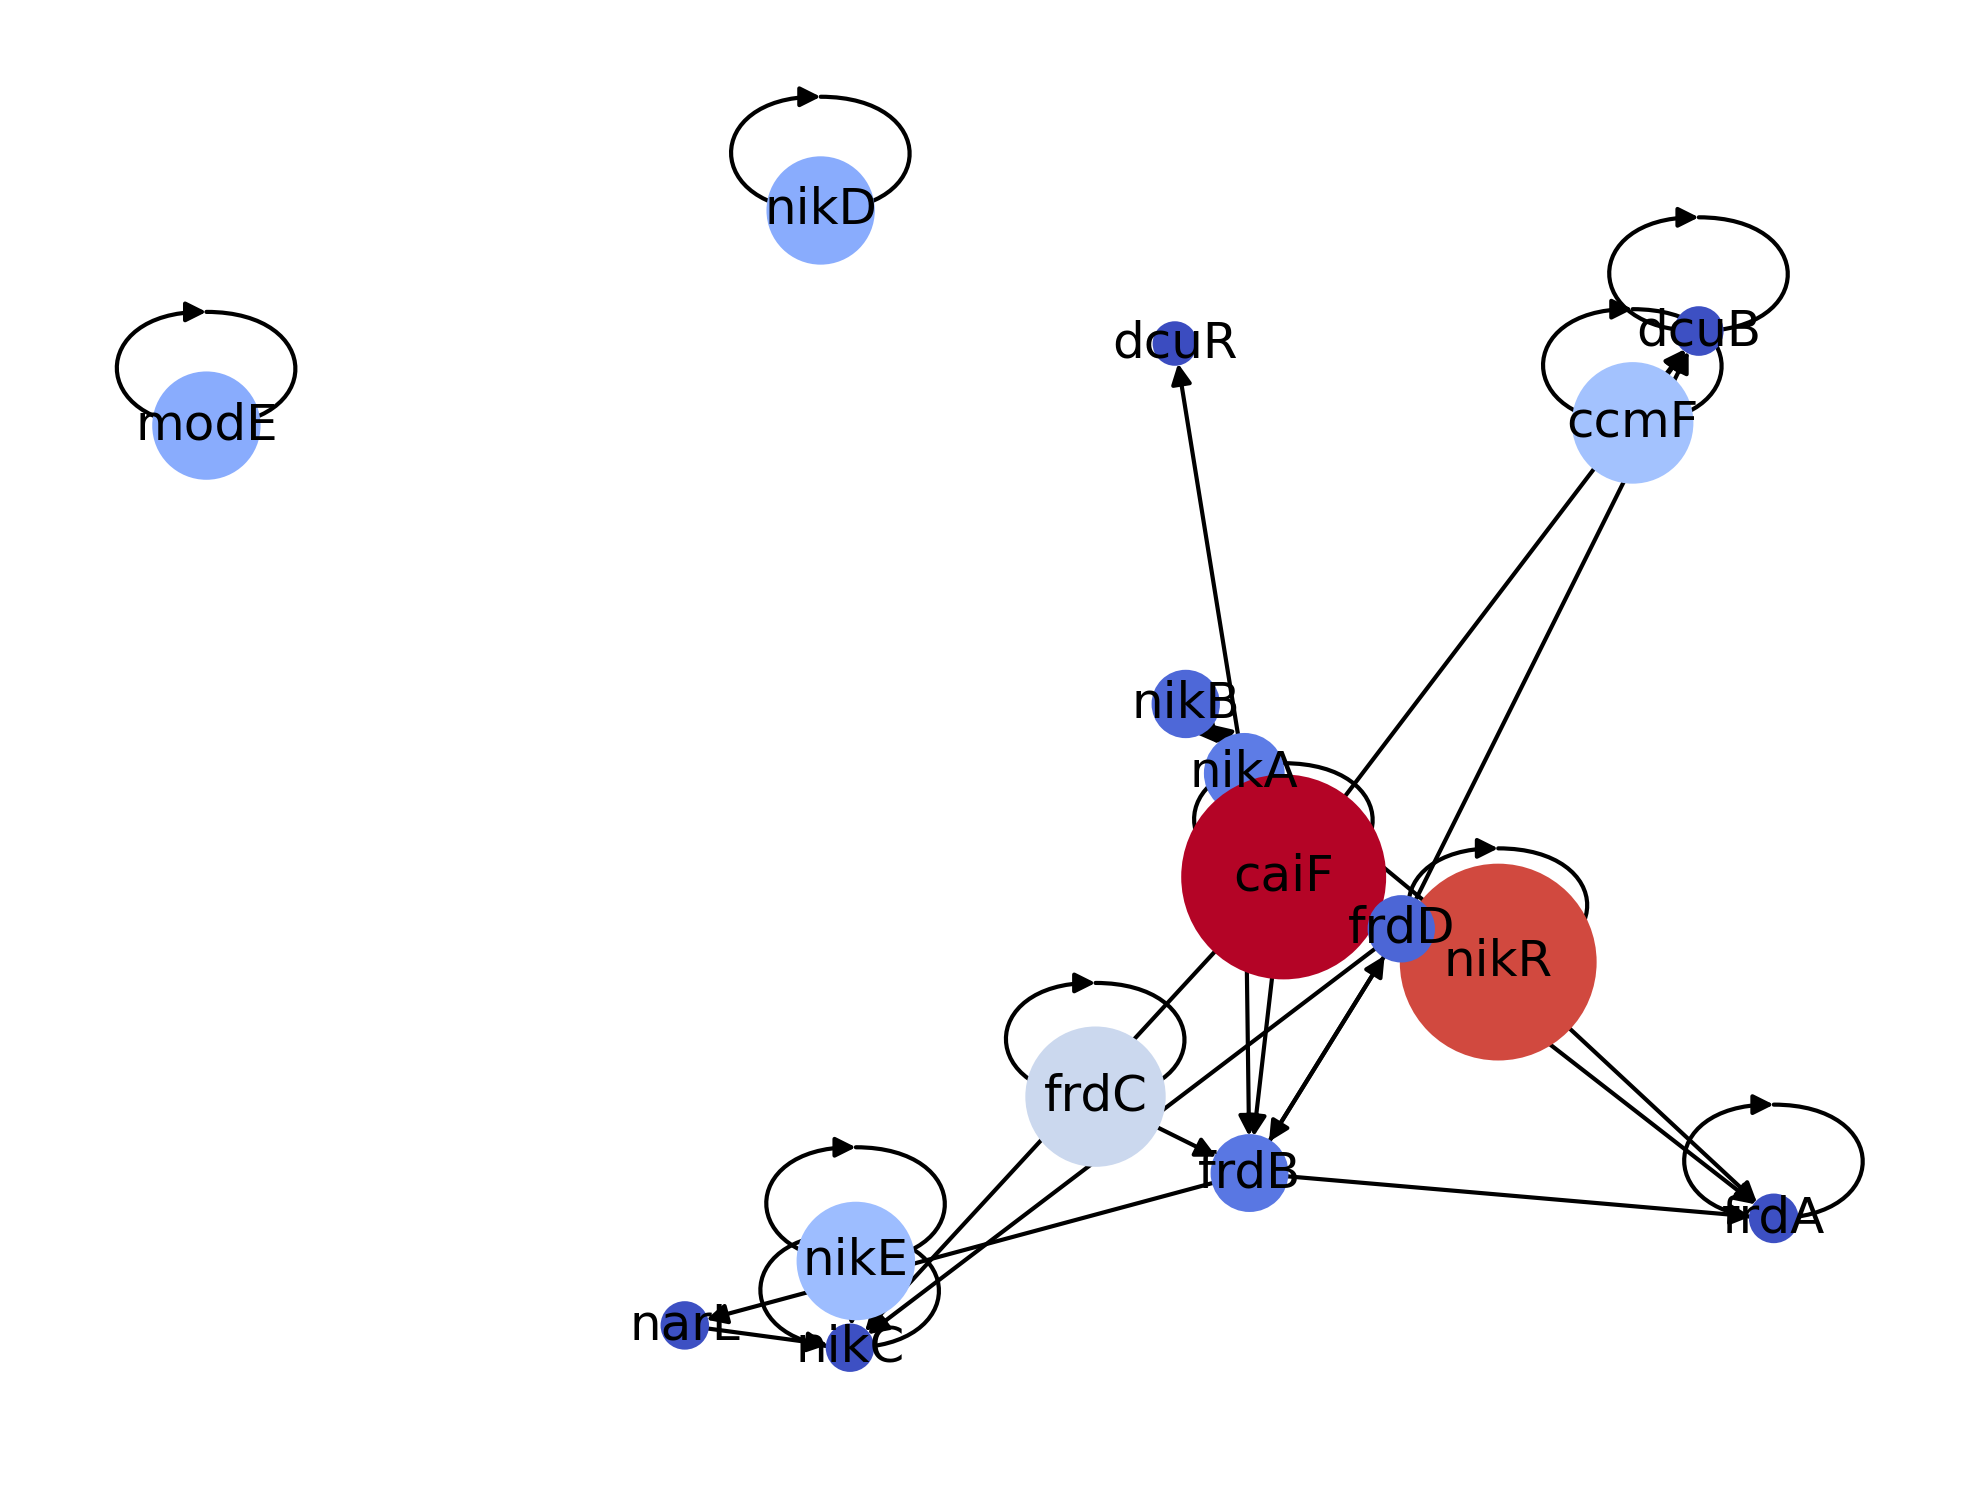 nikD
dcuB
dcuR
modE
ccmF
nikB
nikA
caiF
frdD
nikR
frdC
frdB
frdA
nikE
narL
nikC